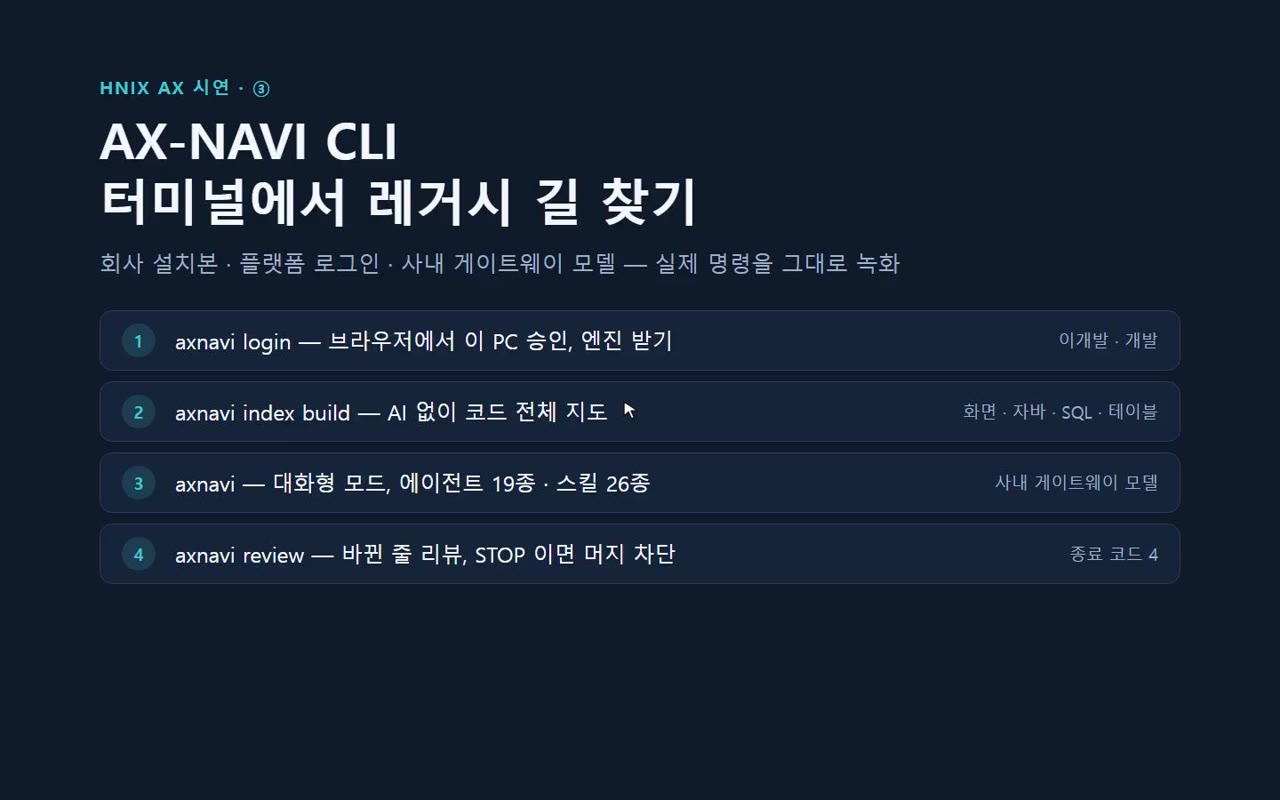 HNIX AX 시연 · ③
AX-NAVI CLI
터미널에서 레거시 길 찾기
회사 설치본 · 플랫폼 로그인 · 사내 게이트웨이 모델 — 실제 명령을 그대로 녹화
1 axnavi login — 브라우저에서 이 PC 승인, 엔진 받기 이개발 · 개발
2 axnavi index build — AI 없이 코드 전체 지도 화면 · 자바 · SQL · 테이블
3 axnavi — 대화형 모드, 에이전트 19종 · 스킬 26종 사내 게이트웨이 모델
4 axnavi review — 바뀐 줄 리뷰, STOP 이면 머지 차단 종료 코드 4